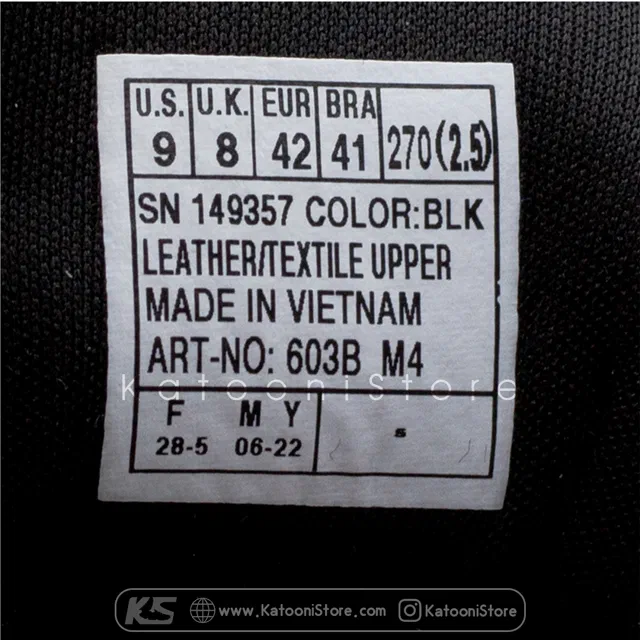 U.S. U.K. EUR BRA
9 8 42 41 270(2.5)
SN 149357 COLOR:BLK
LEATHER/TEXTILE UPPER
MADE IN VIETNAM
ART-NO: 603B M4
KatooniStore
F M Y
28-5 06-22 s
KS www.KatooniStore.com KatooniStore